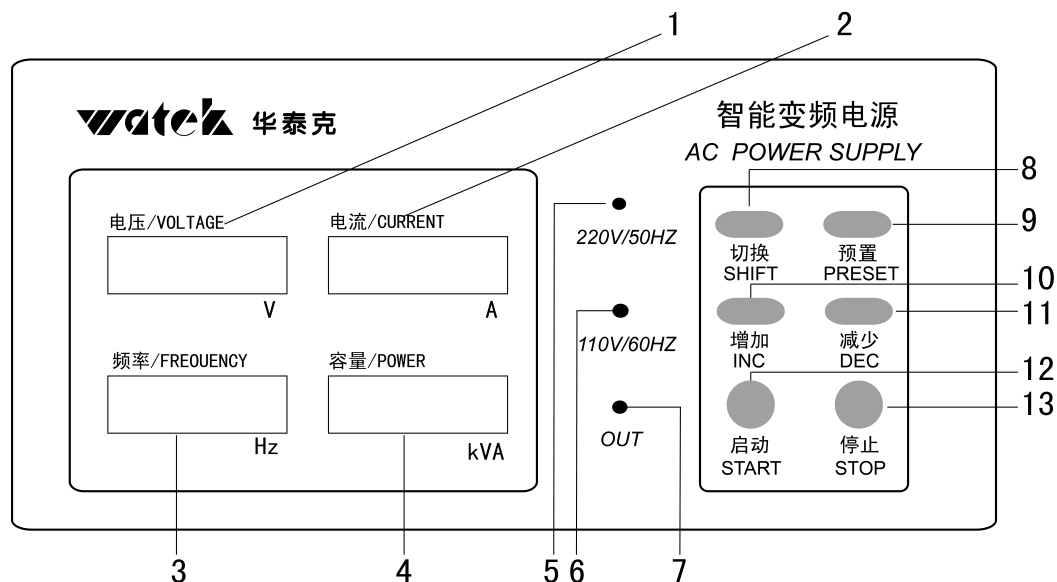 1
2
watek 华泰克
智能变频电源
AC POWER SUPPLY
8
电压/VOLTAGE
电流/CURRENT
220V/50HZ
切换
SHIFT
预置
PRESET
9
V
A
10
110V/60HZ
增加
INC
减少
DEC
11
频率/FREOUENCY
容量/POWER
12
13
OUT
Hz
kVA
启动
START
停止
STOP
3
4
5
6
7